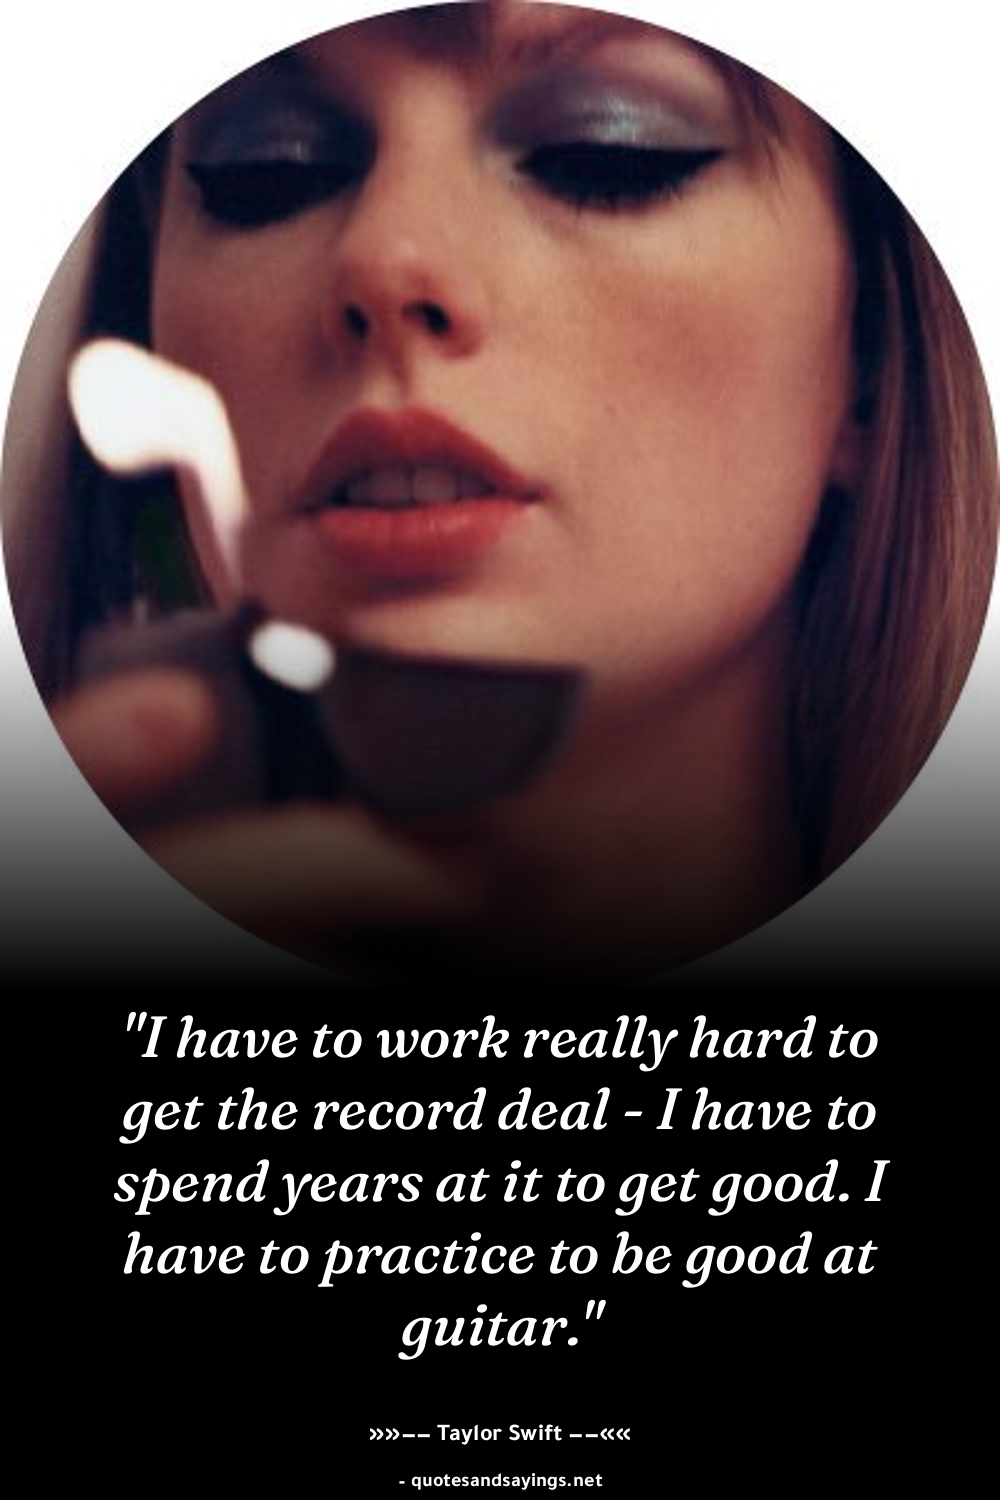 "I have to work really hard to
get the record deal - I have to
spend years at it to get good. I
have to practice to be good at
guitar."
»»–– Taylor Swift ––««
- quotesandsayings.net